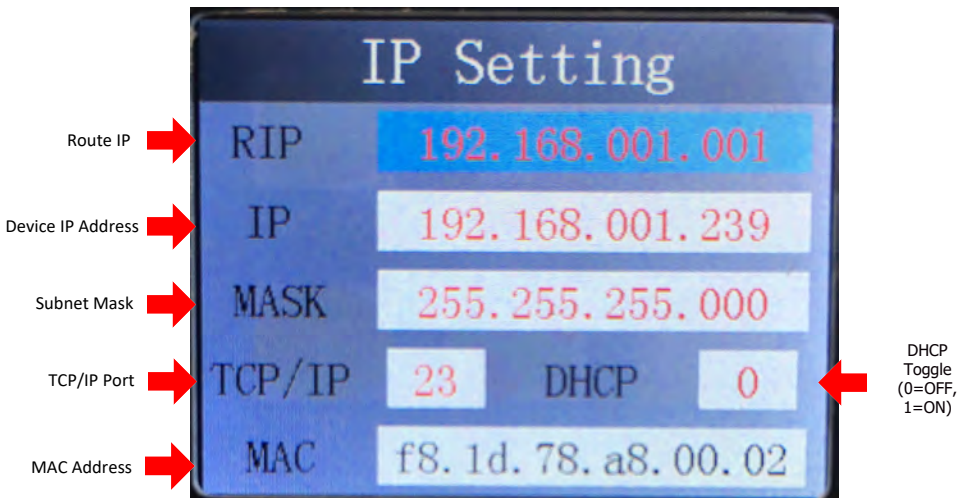 IP Setting
Route IP
RIP
192.168.001.001
Device IP Address
IP
192.168.001.239
Subnet Mask
MASK
255.255.255.000
TCP/IP Port
TCP/IP
23
DHCP
0
DHCP
Toggle
(0=OFF,
1=ON)
MAC Address
MAC
f8.1d.78.a8.00.02